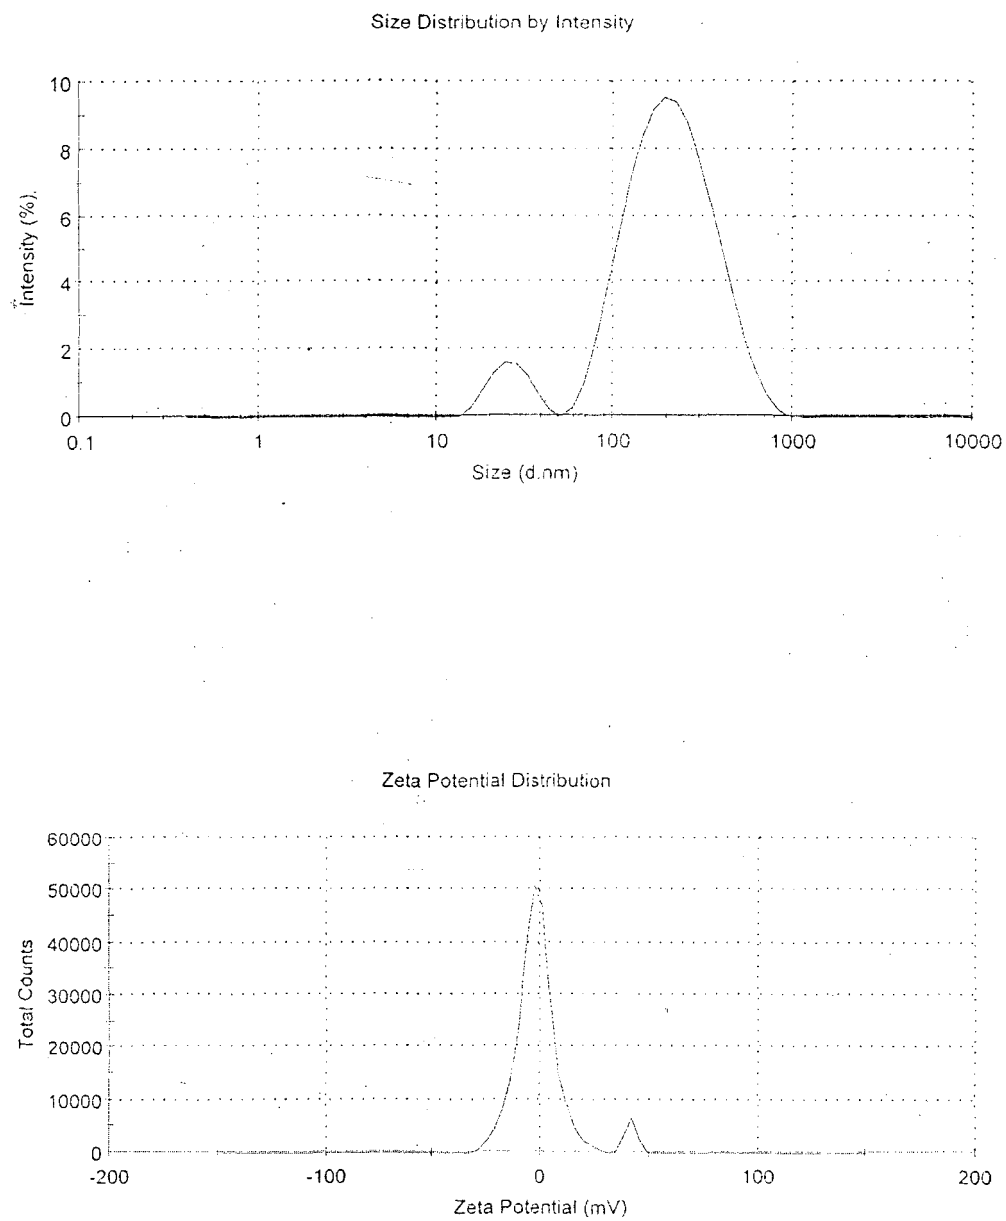 Size Distribution by Intensity
10
8
6
4
2
0
Intensity (%)
0.1 1 10 100 1000 10000
Size (d.nm)
Zeta Potential Distribution
60000
50000
40000
30000
20000
10000
0
Total Counts
-200 -100 0 100 200
Zeta Potential (mV)